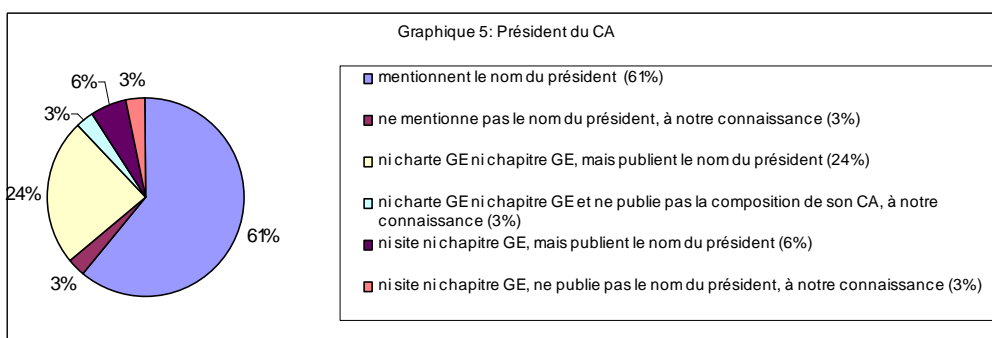 Graphique 5: Président du CA
6%
3%
3%
24%
3%
61%
mentionnent le nom du président (61%)
ne mentionne pas le nom du président, à notre connaissance (3%)
ni charte GE ni chapitre GE, mais publient le nom du président (24%)
ni charte GE ni chapitre GE et ne publie pas la composition de son CA, à notre
connaissance (3%)
ni site ni chapitre GE, mais publient le nom du président (6%)
ni site ni chapitre GE, ne publie pas le nom du président, à notre connaissance (3%)